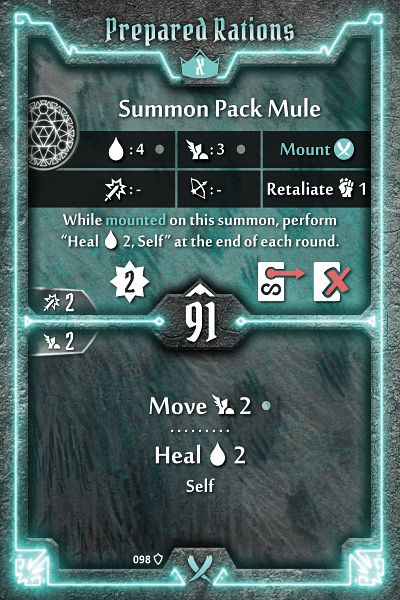 Prepared Rations
X
Summon Pack Mule
:4 :3 Mount
:- :- Retaliate 1
While mounted on this summon, perform
“Heal 2, Self” at the end of each round.
2
2
91
2
Move 2
Heal 2
Self
098